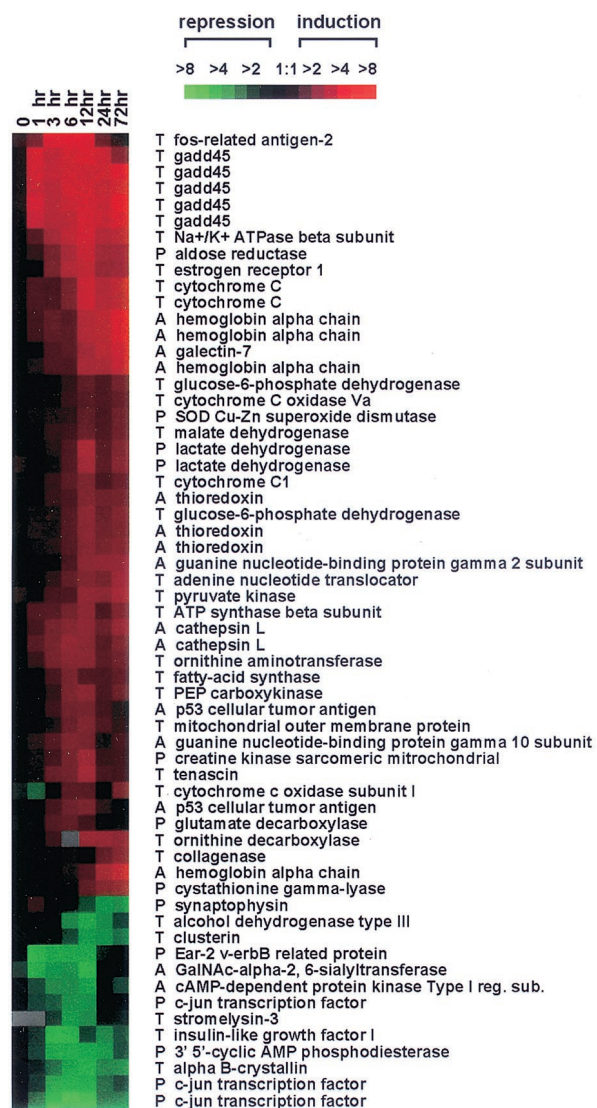 repression induction
>8 >4 >2 1:1 >2 >4 >8
0 1 hr 3 hr 6 hr 12hr 24hr 72hr
T fos-related antigen-2
T gadd45
T gadd45
T gadd45
T gadd45
T gadd45
T Na+/K+ ATPase beta subunit
P aldose reductase
T estrogen receptor 1
T cytochrome C
T cytochrome C
A hemoglobin alpha chain
A hemoglobin alpha chain
A galectin-7
A hemoglobin alpha chain
T glucose-6-phosphate dehydrogenase
T cytochrome C oxidase Va
P SOD Cu-Zn superoxide dismutase
T malate dehydrogenase
P lactate dehydrogenase
P lactate dehydrogenase
T cytochrome C1
A thioredoxin
T glucose-6-phosphate dehydrogenase
A thioredoxin
A thioredoxin
A guanine nucleotide-binding protein gamma 2 subunit
T adenine nucleotide translocator
T pyruvate kinase
T ATP synthase beta subunit
A cathepsin L
A cathepsin L
T ornithine aminotransferase
T fatty-acid synthase
T PEP carboxykinase
A p53 cellular tumor antigen
T mitochondrial outer membrane protein
A guanine nucleotide-binding protein gamma 10 subunit
P creatine kinase sarcomeric mitrochondrial
T tenascin
T cytochrome c oxidase subunit I
A p53 cellular tumor antigen
P glutamate decarboxylase
T ornithine decarboxylase
T collagenase
A hemoglobin alpha chain
P cystathionine gamma-lyase
P synaptophysin
T alcohol dehydrogenase type III
T clusterin
P Ear-2 v-erbB related protein
A GalNAc-alpha-2, 6-sialyltransferase
A cAMP-dependent protein kinase Type I reg. sub.
P c-jun transcription factor
T stromelysin-3
T insulin-like growth factor I
P 3' 5'-cyclic AMP phosphodiesterase
T alpha B-crystallin
P c-jun transcription factor
P c-jun transcription factor